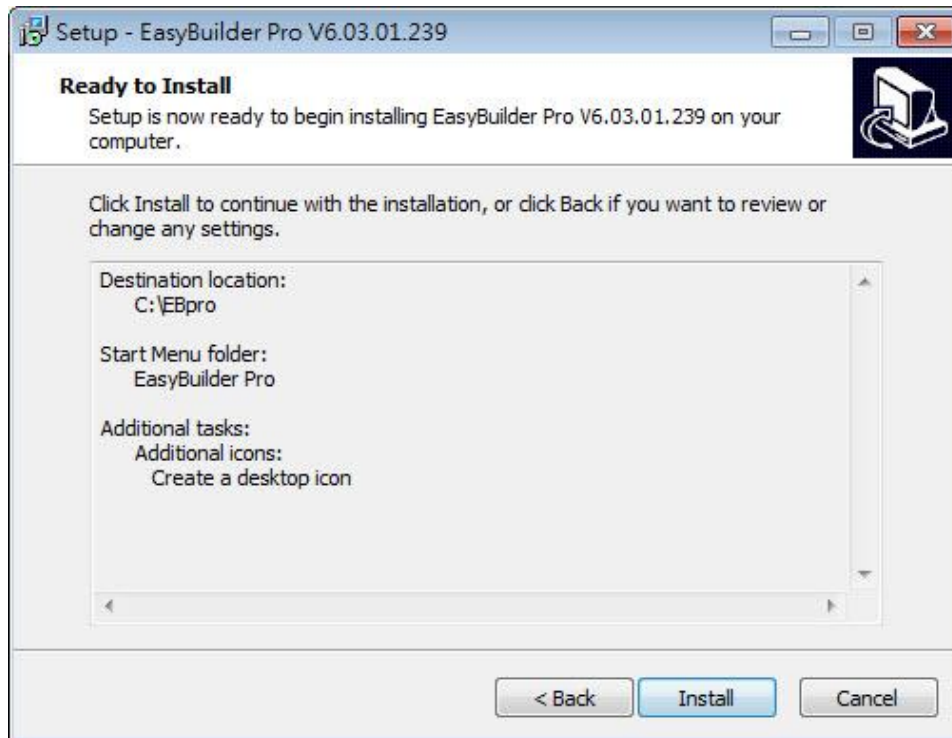 Setup - EasyBuilder Pro V6.03.01.239
Ready to Install
Setup is now ready to begin installing EasyBuilder Pro V6.03.01.239 on your
computer.
Click Install to continue with the installation, or click Back if you want to review or
change any settings.
Destination location:
C:\EBpro
Start Menu folder:
EasyBuilder Pro
Additional tasks:
Additional icons:
Create a desktop icon
< Back
Install
Cancel